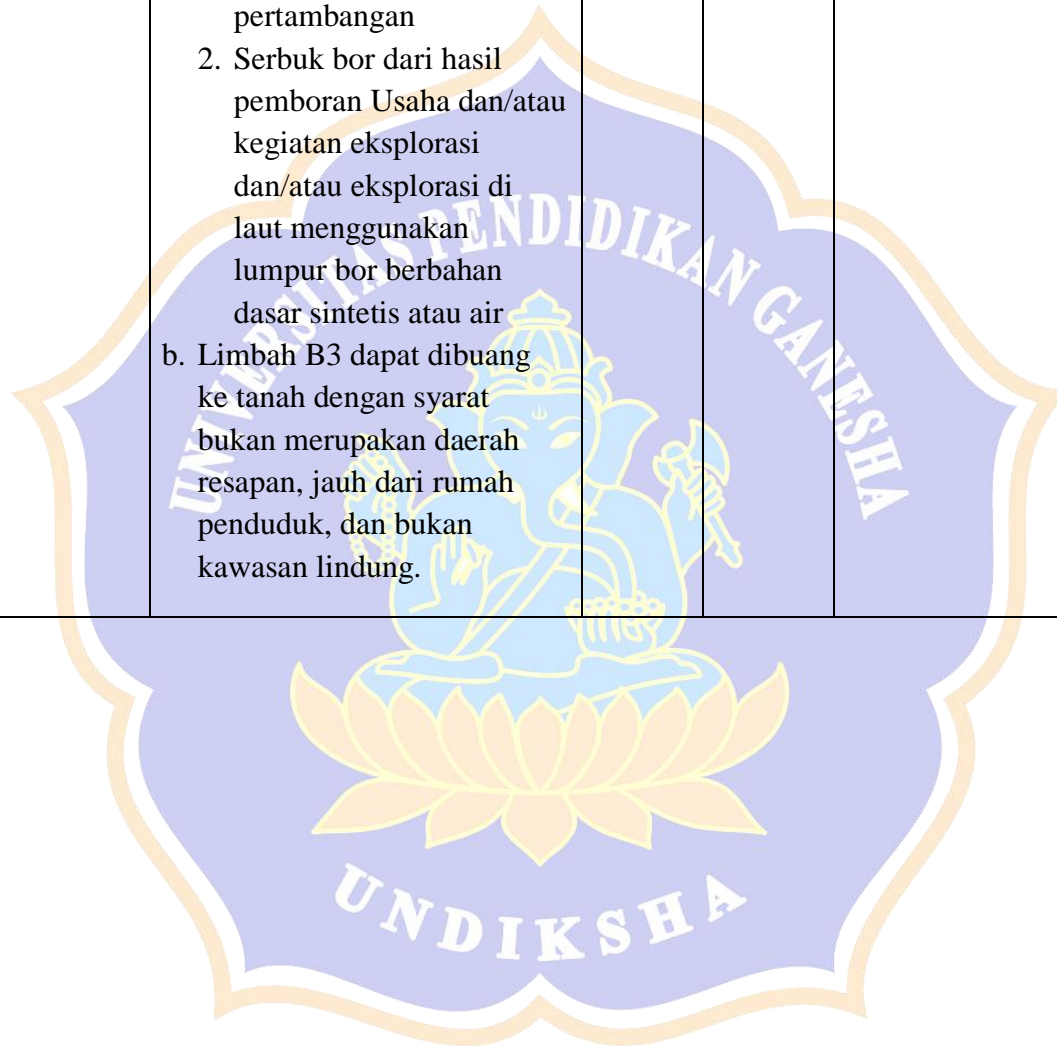 pertambangan
2. Serbuk bor dari hasil
pemboran Usaha dan/atau
kegiatan eksplorasi
dan/atau eksplorasi di
laut menggunakan
lumpur bor berbahan
dasar sintetis atau air
b. Limbah B3 dapat dibuang
ke tanah dengan syarat
bukan merupakan daerah
resapan, jauh dari rumah
penduduk, dan bukan
kawasan lindung.
UNIVERSITAS PENDIDIKAN GANESHA
UNDIKSHA